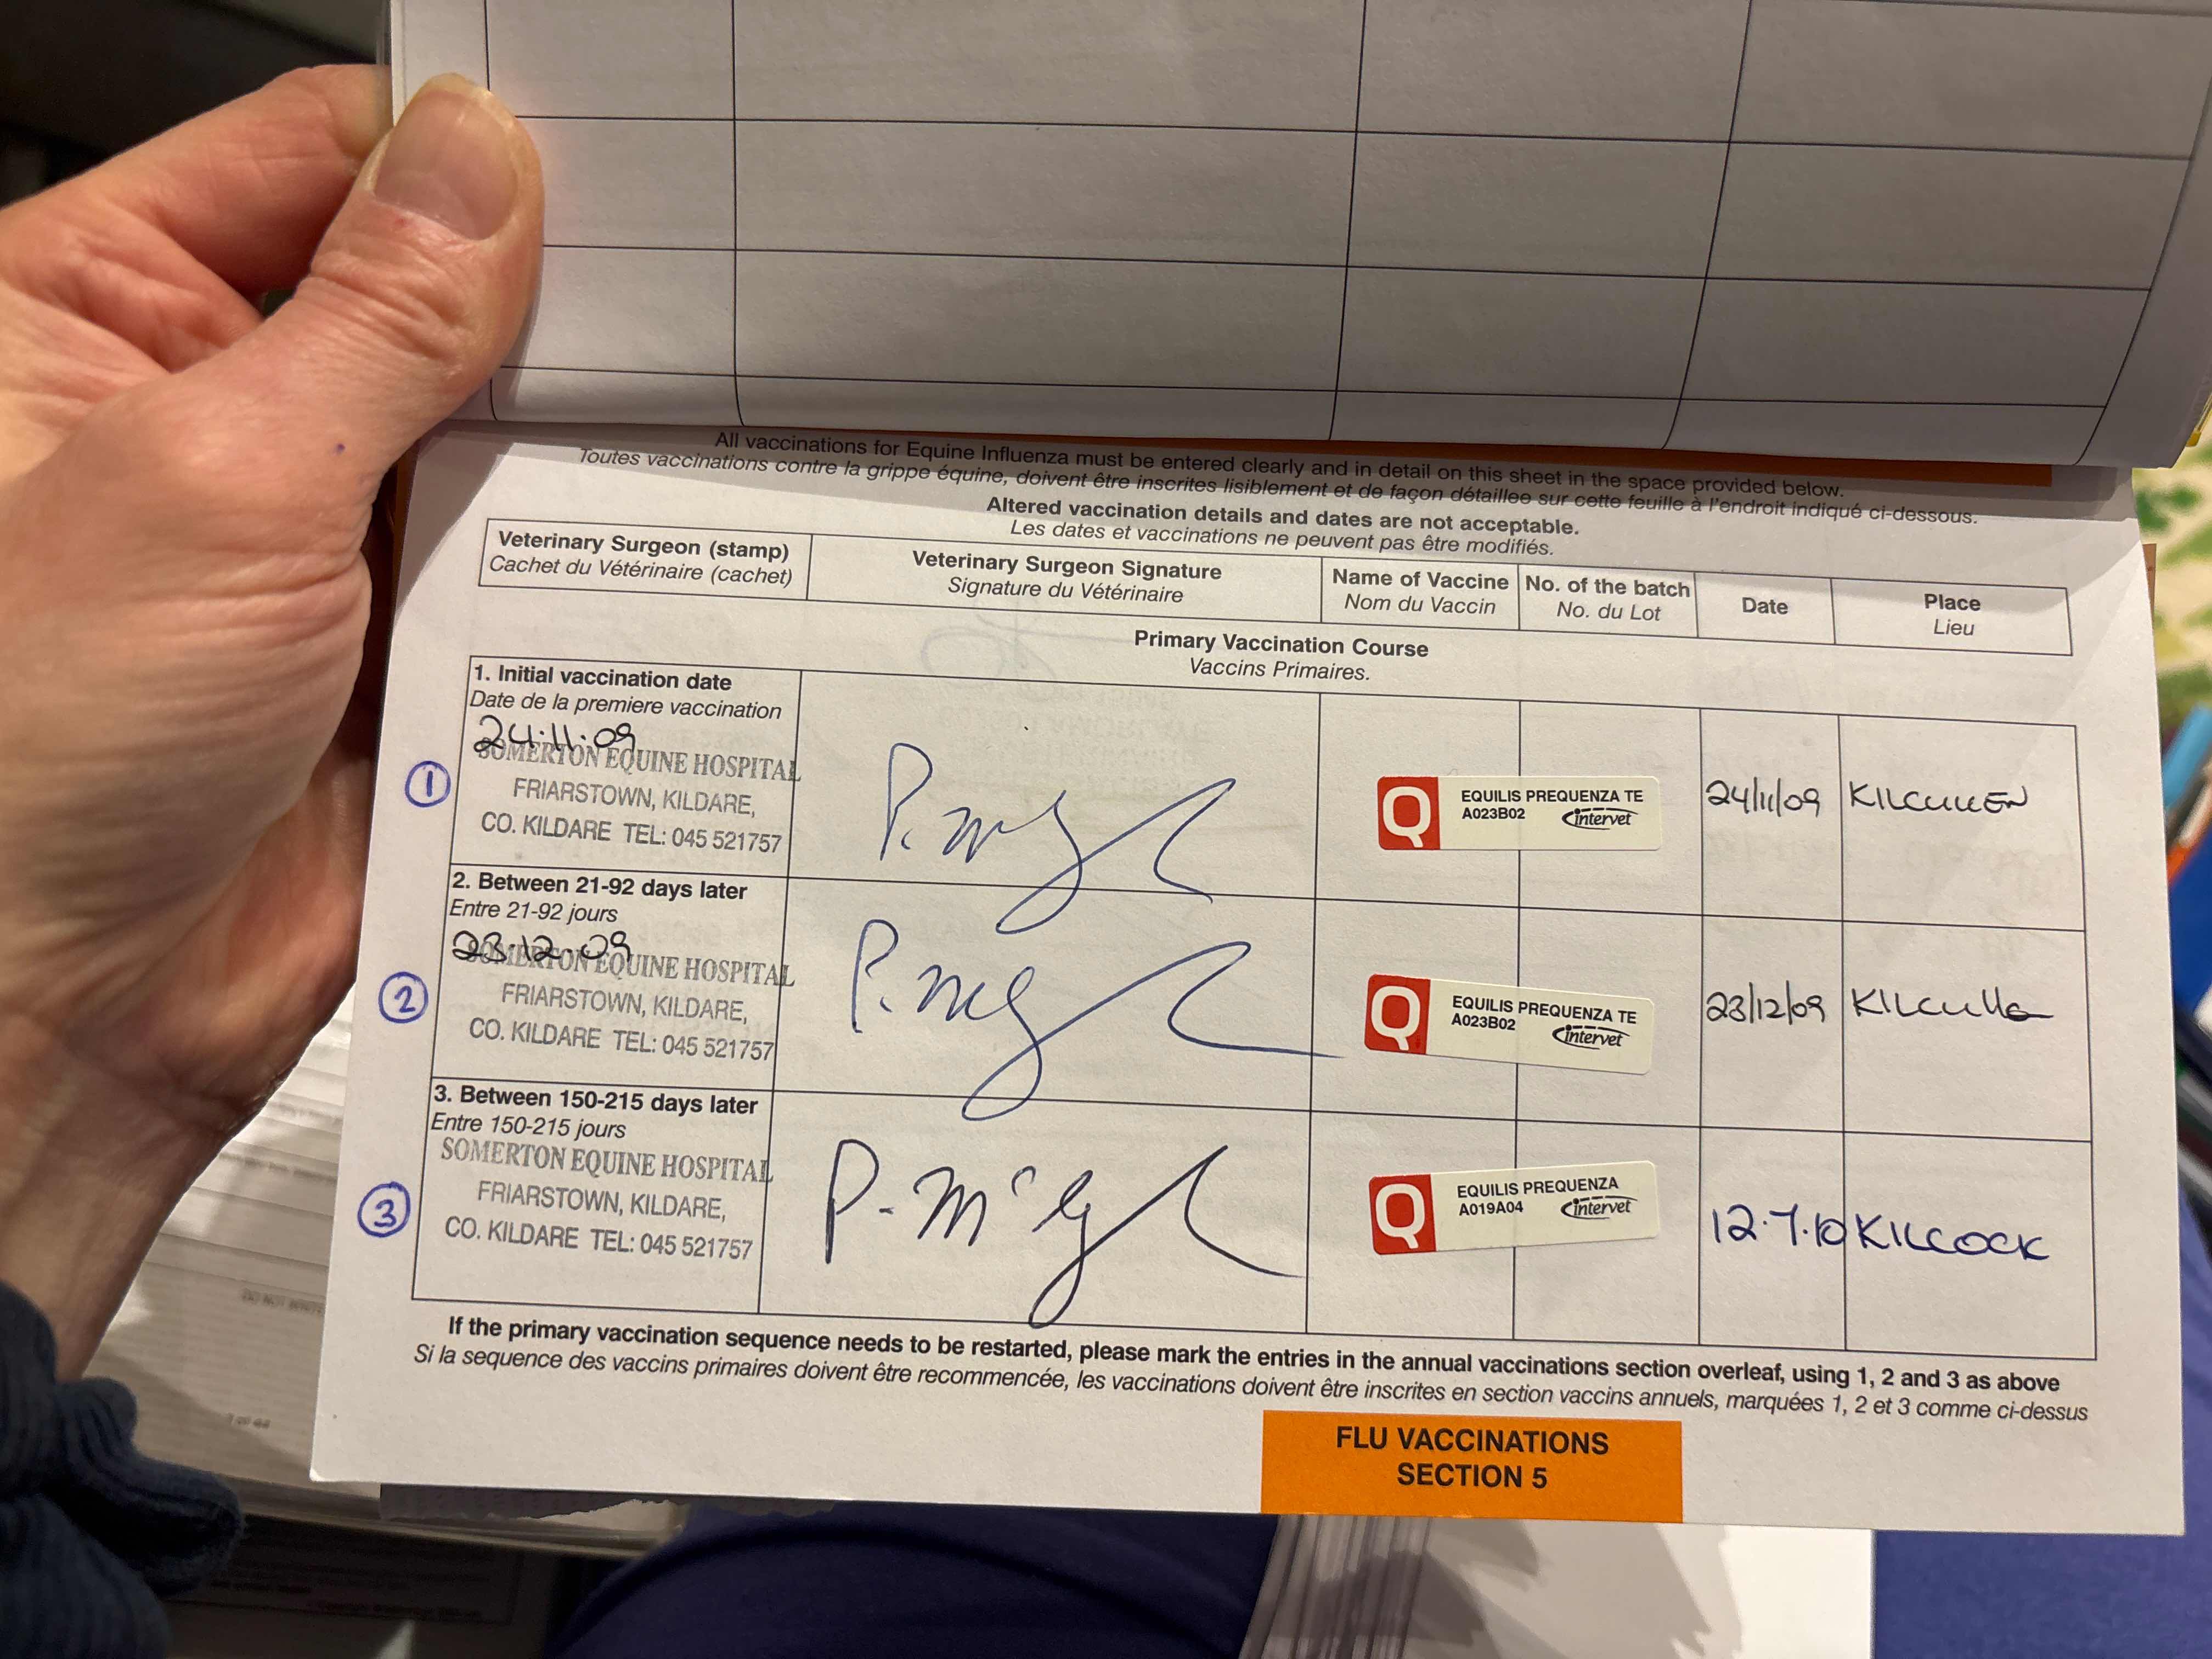 All vaccinations for Equine Influenza must be entered clearly and in detail on this sheet in the space provided below.
Toutes vaccinations contre la grippe équine, doivent être inscrites lisiblement et de façon détaillee sur cette feuille à l'endroit indiqué ci-dessous.
Altered vaccination details and dates are not acceptable.
Les dates et vaccinations ne peuvent pas être modifiés.
Veterinary Surgeon (stamp)
Cachet du Vétérinaire (cachet)
Veterinary Surgeon Signature
Signature du Vétérinaire
Name of Vaccine
Nom du Vaccin
No. of the batch
No. du Lot
Date
Place
Lieu
Primary Vaccination Course
Vaccins Primaires.
1. Initial vaccination date
Date de la premiere vaccination
24.11.09
1
SOMERTON EQUINE HOSPITAL
FRIARSTOWN, KILDARE,
CO. KILDARE TEL: 045 521757
Q
EQUILIS PREQUENZA TE
A023B02 intervet
24/11/09
KILCULLEN
2. Between 21-92 days later
Entre 21-92 jours
23.12.09
2
SOMERTON EQUINE HOSPITAL
FRIARSTOWN, KILDARE,
CO. KILDARE TEL: 045 521757
Q
EQUILIS PREQUENZA TE
A023B02 intervet
23/12/09
3. Between 150-215 days later
Entre 150-215 jours
3
SOMERTON EQUINE HOSPITAL
FRIARSTOWN, KILDARE,
CO. KILDARE TEL: 045 521757
Q
EQUILIS PREQUENZA
A019A04 intervet
12.7.10
KILCOCK
If the primary vaccination sequence needs to be restarted, please mark the entries in the annual vaccinations section overleaf, using 1, 2 and 3 as above
Si la sequence des vaccins primaires doivent être recommencée, les vaccinations doivent être inscrites en section vaccins annuels, marquées 1, 2 et 3 comme ci-dessus
FLU VACCINATIONS
SECTION 5